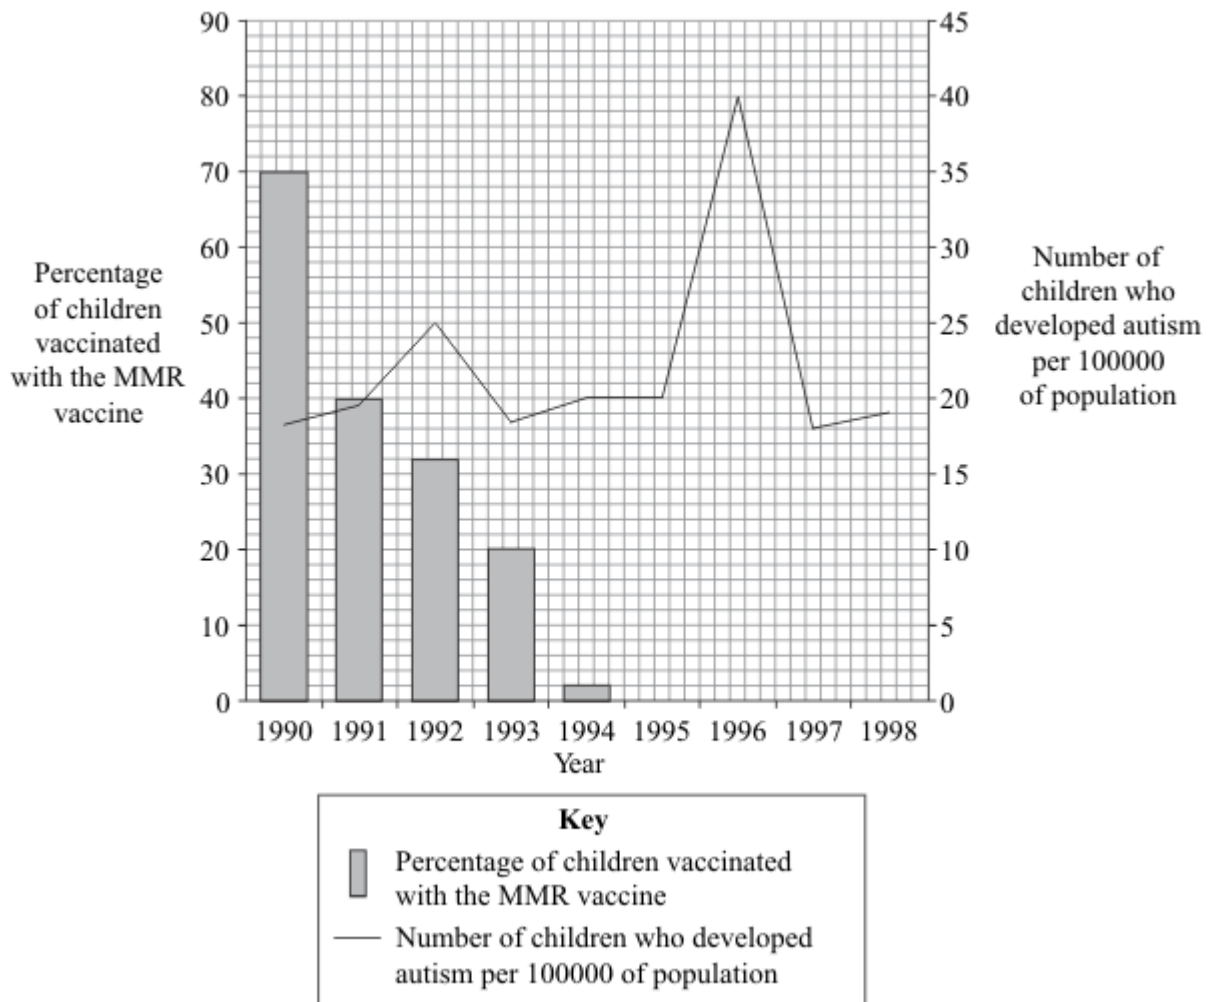 90
80
70
60
50
40
30
20
10
0
Percentage
of children
vaccinated
with the MMR
vaccine
45
40
35
30
25
20
15
10
5
0
Number of
children who
developed autism
per 100000
of population
1990 1991 1992 1993 1994 1995 1996 1997 1998
Year
Key
Percentage of children vaccinated
with the MMR vaccine
Number of children who developed
autism per 100000 of population